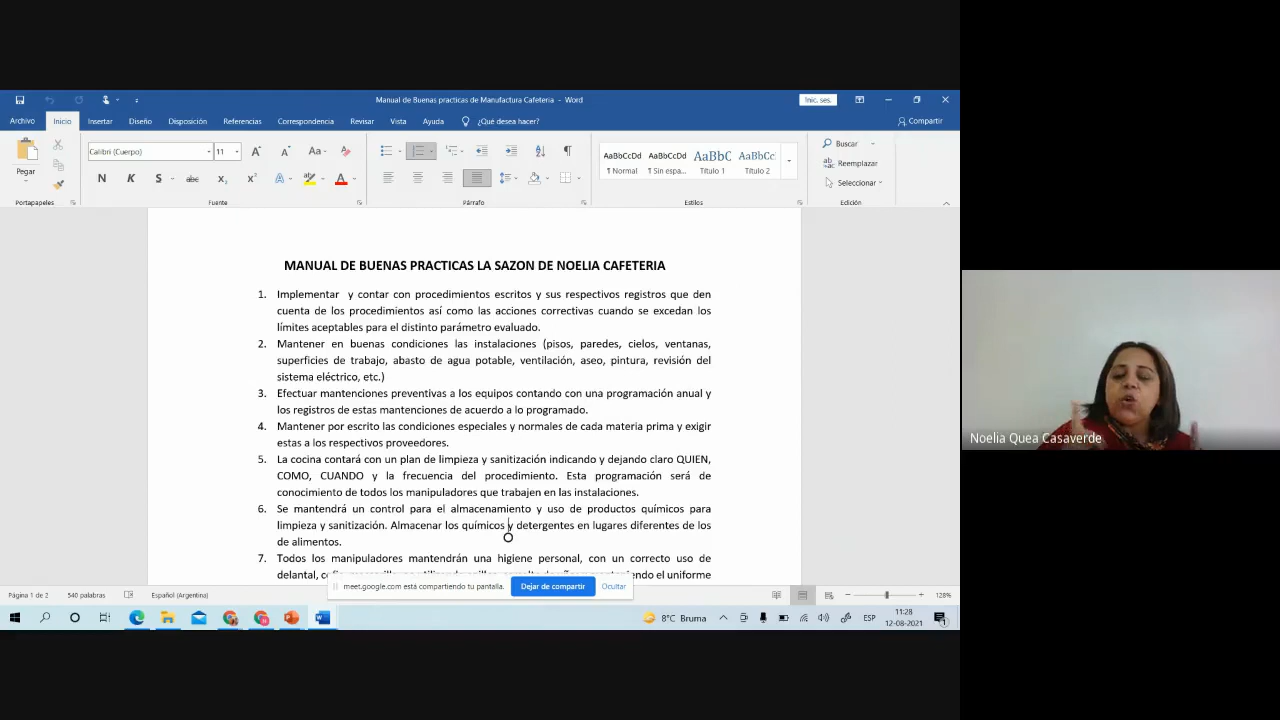 Manual de Buenas practicas de Manufactura Cafeteria - Word
Inic. ses.
Archivo Inicio Insertar Diseño Disposición Referencias Correspondencia Revisar Vista Ayuda ¿Qué desea hacer? Compartir
Pegar
Calibri (Cuerpo) 11
N K S abc
AaBbCcDd AaBbCcDd AaBbC AaBbCc
¶ Normal ¶ Sin espa... Título 1 Título 2
Buscar
Reemplazar
Seleccionar
Portapapeles Fuente Párrafo Estilos Edición
MANUAL DE BUENAS PRACTICAS LA SAZON DE NOELIA CAFETERIA
1. Implementar y contar con procedimientos escritos y sus respectivos registros que den
cuenta de los procedimientos así como las acciones correctivas cuando se excedan los
límites aceptables para el distinto parámetro evaluado.
2. Mantener en buenas condiciones las instalaciones (pisos, paredes, cielos, ventanas,
superficies de trabajo, abasto de agua potable, ventilación, aseo, pintura, revisión del
sistema eléctrico, etc.)
3. Efectuar mantenciones preventivas a los equipos contando con una programación anual y
los registros de estas mantenciones de acuerdo a lo programado.
4. Mantener por escrito las condiciones especiales y normales de cada materia prima y exigir
estas a los respectivos proveedores.
5. La cocina contará con un plan de limpieza y sanitización indicando y dejando claro QUIEN,
COMO, CUANDO y la frecuencia del procedimiento. Esta programación será de
conocimiento de todos los manipuladores que trabajen en las instalaciones.
6. Se mantendrá un control para el almacenamiento y uso de productos químicos para
limpieza y sanitización. Almacenar los químicos y detergentes en lugares diferentes de los
de alimentos.
7. Todos los manipuladores mantendrán una higiene personal, con un correcto uso de
delantal, el uniforme
meet.google.com está compartiendo tu pantalla. Dejar de compartir Ocultar
Página 1 de 2 540 palabras Español (Argentina) 128%
8°C Bruma ESP 11:28
12-08-2021
Noelia Quea Casaverde